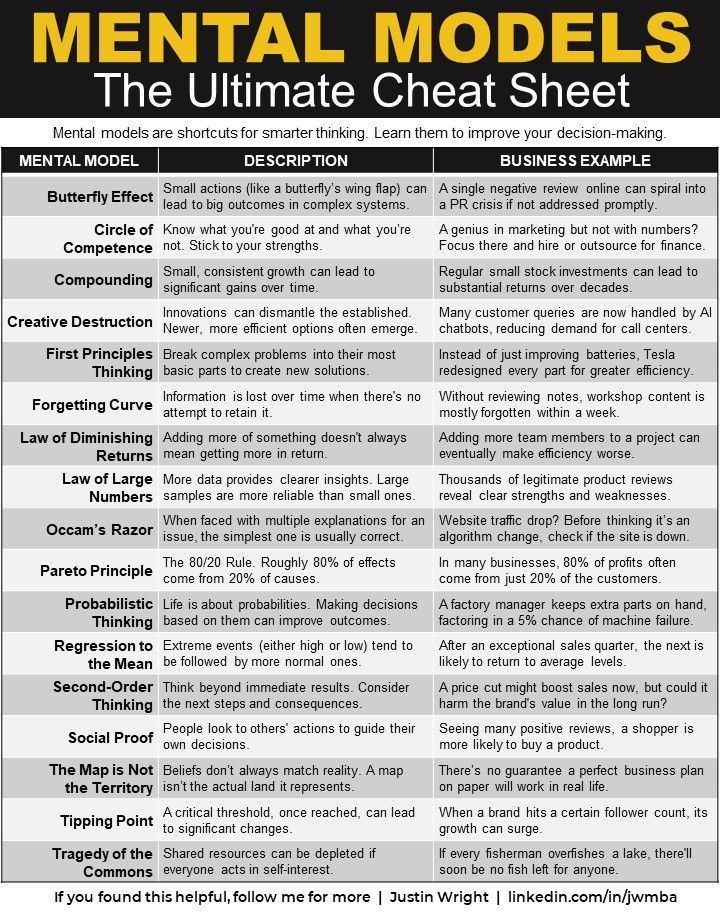 MENTAL MODELS
The Ultimate Cheat Sheet
Mental models are shortcuts for smarter thinking. Learn them to improve your decision-making.
MENTAL MODEL
DESCRIPTION
BUSINESS EXAMPLE
Butterfly Effect
Small actions (like a butterfly's wing flap) can
lead to big outcomes in complex systems.
A single negative review online can spiral into
a PR crisis if not addressed promptly.
Circle of
Competence
Know what you're good at and what you're
not. Stick to your strengths.
A genius in marketing but not with numbers?
Focus there and hire or outsource for finance.
Compounding
Small, consistent growth can lead to
significant gains over time.
Regular small stock investments can lead to
substantial returns over decades.
Creative Destruction
Innovations can dismantle the established.
Newer, more efficient options often emerge.
Many customer queries are now handled by AI
chatbots, reducing demand for call centers.
First Principles
Thinking
Break complex problems into their most
basic parts to create new solutions.
Instead of just improving batteries, Tesla
redesigned every part for greater efficiency.
Forgetting Curve
Information is lost over time when there's no
attempt to retain it.
Without reviewing notes, workshop content is
mostly forgotten within a week.
Law of Diminishing
Returns
Adding more of something doesn't always
mean getting more in return.
Adding more team members to a project can
eventually make efficiency worse.
Law of Large
Numbers
More data provides clearer insights. Large
samples are more reliable than small ones.
Thousands of legitimate product reviews
reveal clear strengths and weaknesses.
Occam's Razor
When faced with multiple explanations for an
issue, the simplest one is usually correct.
Website traffic drop? Before thinking it's an
algorithm change, check if the site is down.
Pareto Principle
The 80/20 Rule. Roughly 80% of effects
come from 20% of causes.
In many businesses, 80% of profits often
come from just 20% of the customers.
Probabilistic
Thinking
Life is about probabilities. Making decisions
based on them can improve outcomes.
A factory manager keeps extra parts on hand,
factoring in a 5% chance of machine failure.
Regression to
the Mean
Extreme events (either high or low) tend to
be followed by more normal ones.
After an exceptional sales quarter, the next is
likely to return to average levels.
Second-Order
Thinking
Think beyond immediate results. Consider
the next steps and consequences.
A price cut might boost sales now, but could it
harm the brand's value in the long run?
Social Proof
People look to others' actions to guide their
own decisions.
Seeing many positive reviews, a shopper is
more likely to buy a product.
The Map is Not
the Territory
Beliefs don't always match reality. A map
isn't the actual land it represents.
There's no guarantee a perfect business plan
on paper will work in real life.
Tipping Point
A critical threshold, once reached, can lead
to significant changes.
When a brand hits a certain follower count, its
growth can surge.
Tragedy of the
Commons
Shared resources can be depleted if
everyone acts in self-interest.
If every fisherman overfishes a lake, there'll
soon be no fish left for anyone.
If you found this helpful, follow me for more | Justin Wright | linkedin.com/in/jwmba